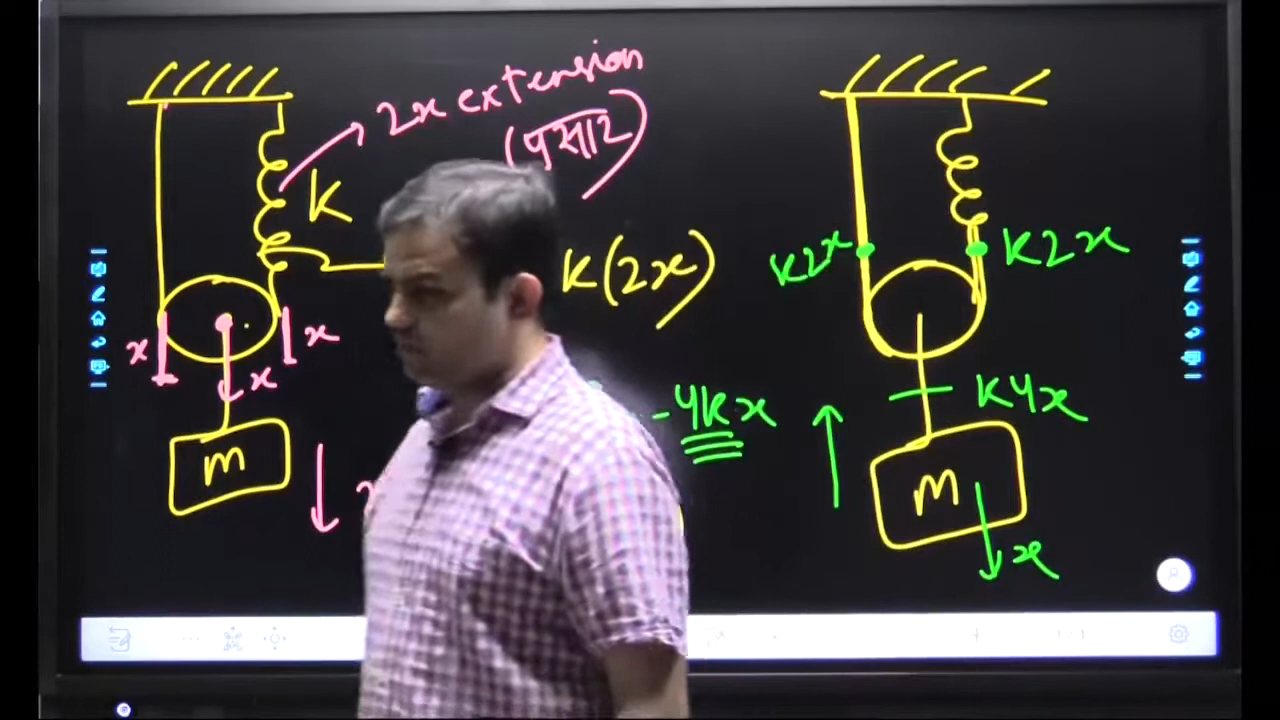 2x extension
(प्रसार)
K
K(2x)
x
x
x
m
x
-4kx
k2x
K2x
K4x
m
x